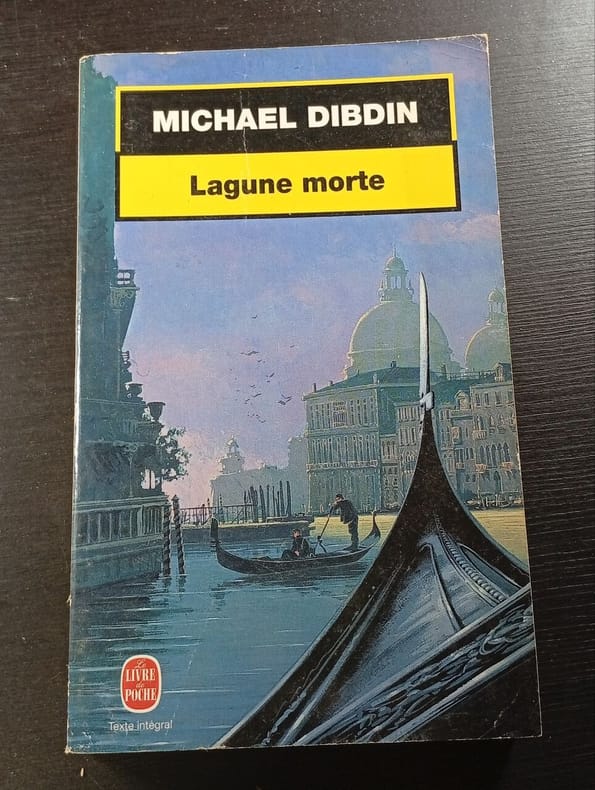 MICHAEL DIBDIN
Lagune morte
Le
LIVRE
de
POCHE
Texte intégral